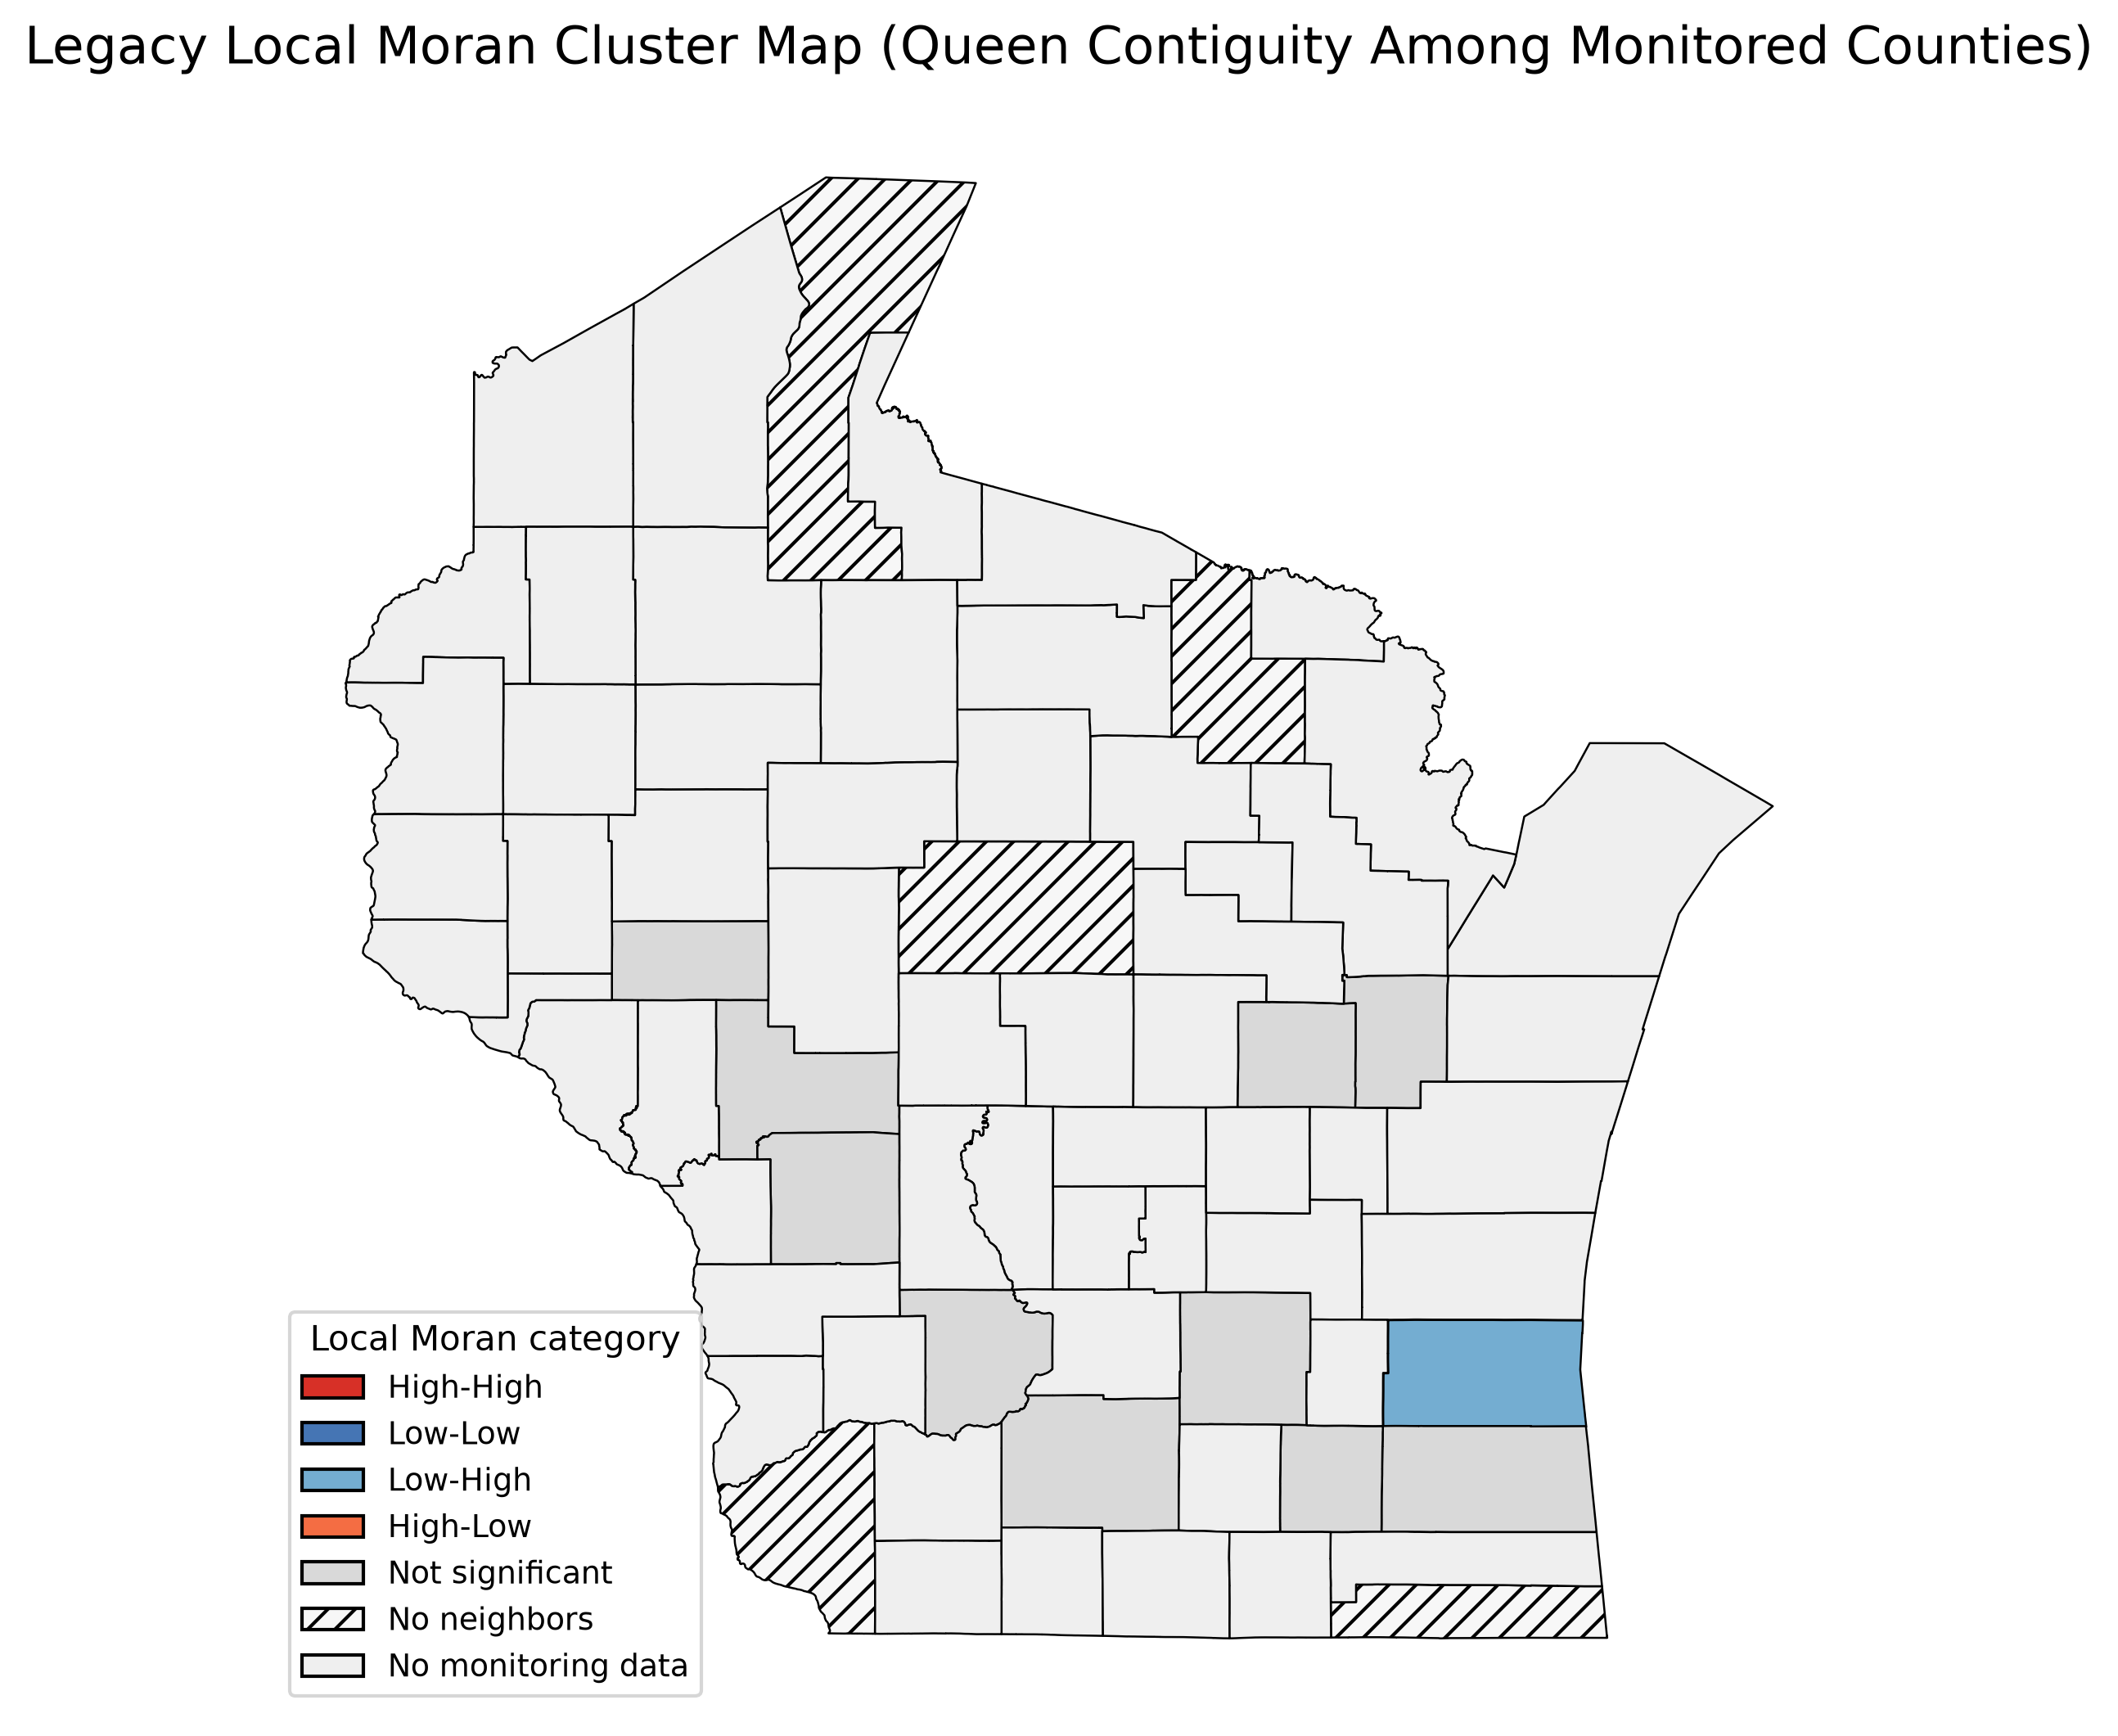 Legacy Local Moran Cluster Map (Queen Contiguity Among Monitored Counties)
Local Moran category
High-High
Low-Low
Low-High
High-Low
Not significant
No neighbors
No monitoring data